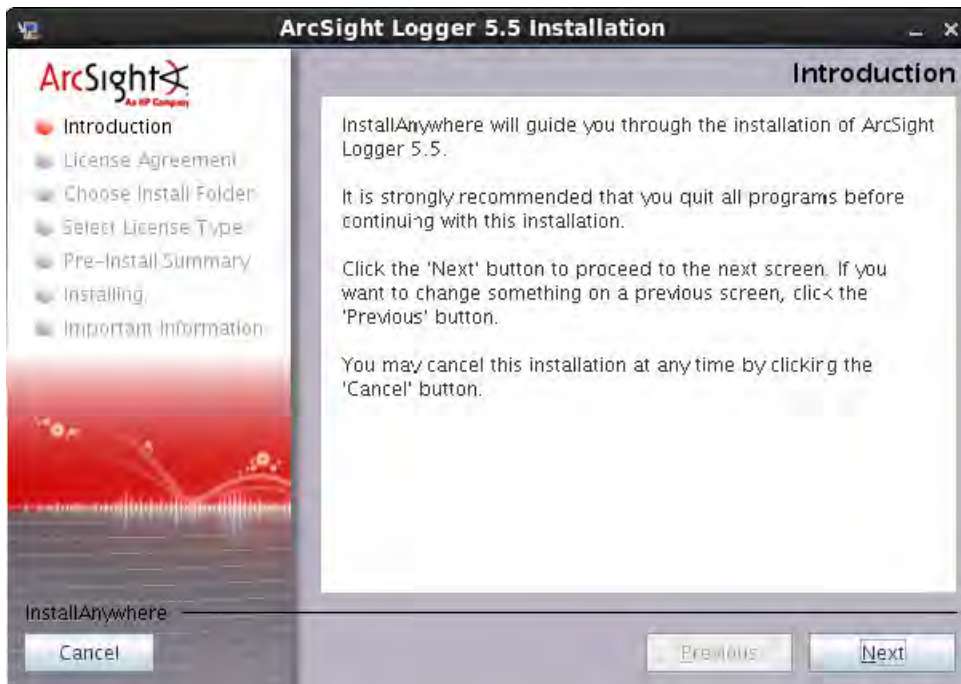 ArcSight Logger 5.5 Installation
ArcSight
An HP Company
Introduction
Introduction
License Agreement
Choose Install Folder
Select License Type
Pre-Install Summary
Installing...
Important Information
InstallAnywhere will guide you through the installation of ArcSight
Logger 5.5.
It is strongly recommended that you quit all programs before
continuing with this installation.
Click the 'Next' button to proceed to the next screen. If you
want to change something on a previous screen, click the
'Previous' button.
You may cancel this installation at any time by clicking the
'Cancel' button.
InstallAnywhere
Cancel
Previous
Next